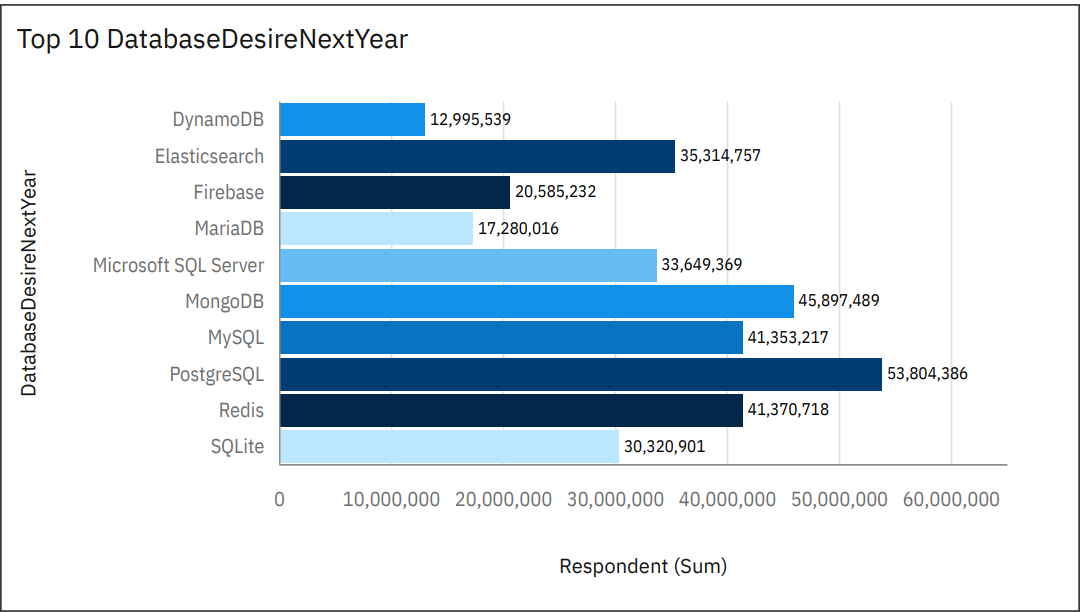 Top 10 DatabaseDesireNextYear
DatabaseDesireNextYear
DynamoDB 12,995,539
Elasticsearch 35,314,757
Firebase 20,585,232
MariaDB 17,280,016
Microsoft SQL Server 33,649,369
MongoDB 45,897,489
MySQL 41,353,217
PostgreSQL 53,804,386
Redis 41,370,718
SQLite 30,320,901
0 10,000,000 20,000,000 30,000,000 40,000,000 50,000,000 60,000,000
Respondent (Sum)